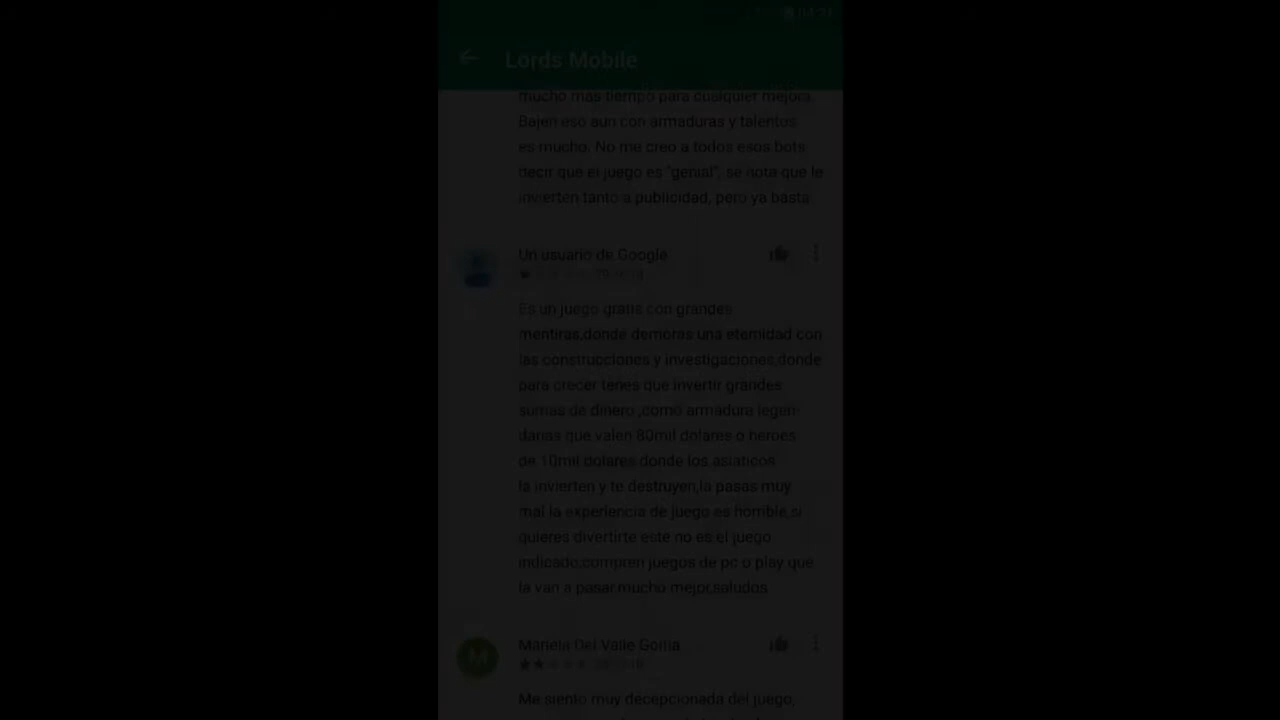 Lords Mobile
mucho mas tiempo para cualquier mejora.
Bajen eso aun con armaduras y talentos
es mucho. No me creo a todos esos bots
decir que el juego es "genial", se nota que le
invierten tanto a publicidad, pero ya basta
Un usuario de Google
Es un juego gratis con grandes
mentiras,donde demoras una eternidad con
las construcciones y investigaciones,donde
para crecer tenes que invertir grandes
sumas de dinero ,como armadura legen
darias que valen 80mil dolares o heroes
de 10mil dolares donde los asiaticos
la invierten y te destruyen,la pasas muy
mal la experiencia de juego es horrible,si
quieres divertirte este no es el juego
indicado,compren juegos de pc o play que
la van a pasar mucho mejor,saludos
Mariela Del Valle
Me siento muy decepcionada del juego,